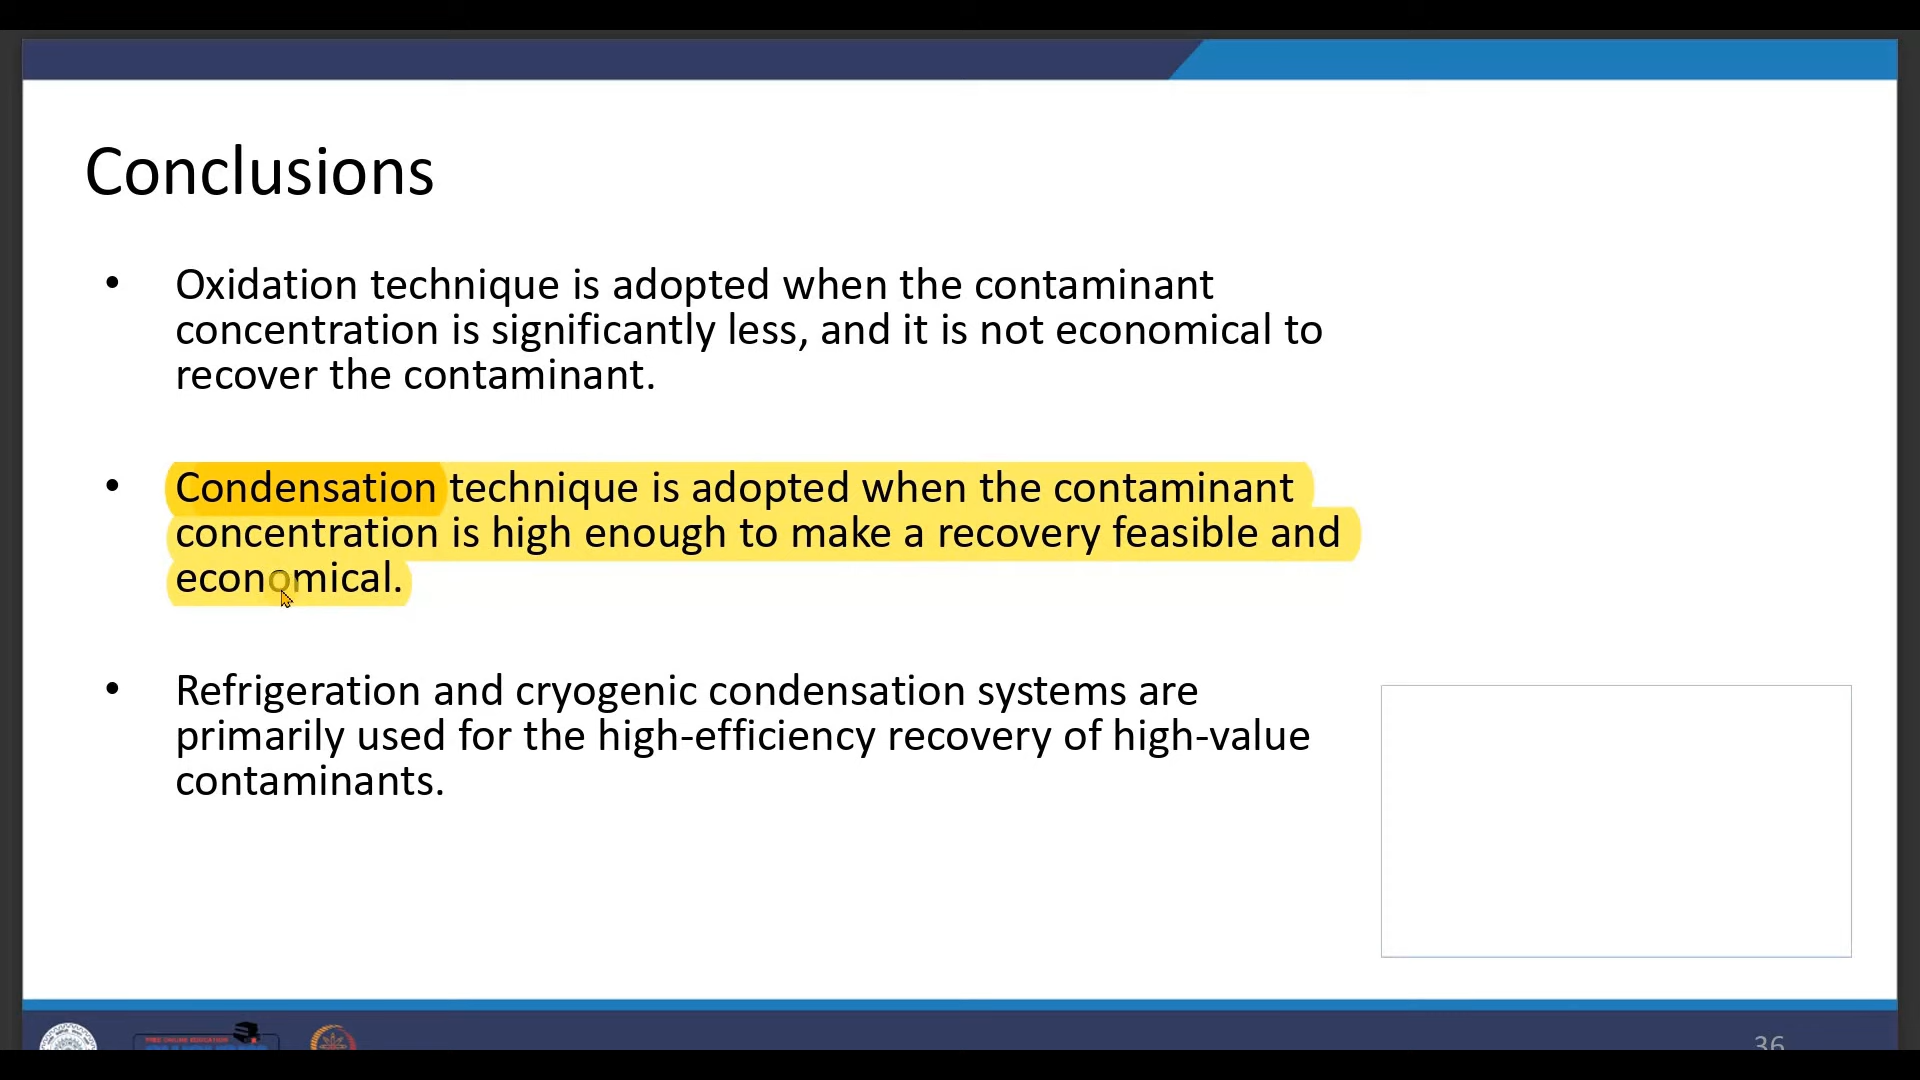 Conclusions
• Oxidation technique is adopted when the contaminant
concentration is significantly less, and it is not economical to
recover the contaminant.
• Condensation technique is adopted when the contaminant
concentration is high enough to make a recovery feasible and
economical.
• Refrigeration and cryogenic condensation systems are
primarily used for the high-efficiency recovery of high-value
contaminants.
36